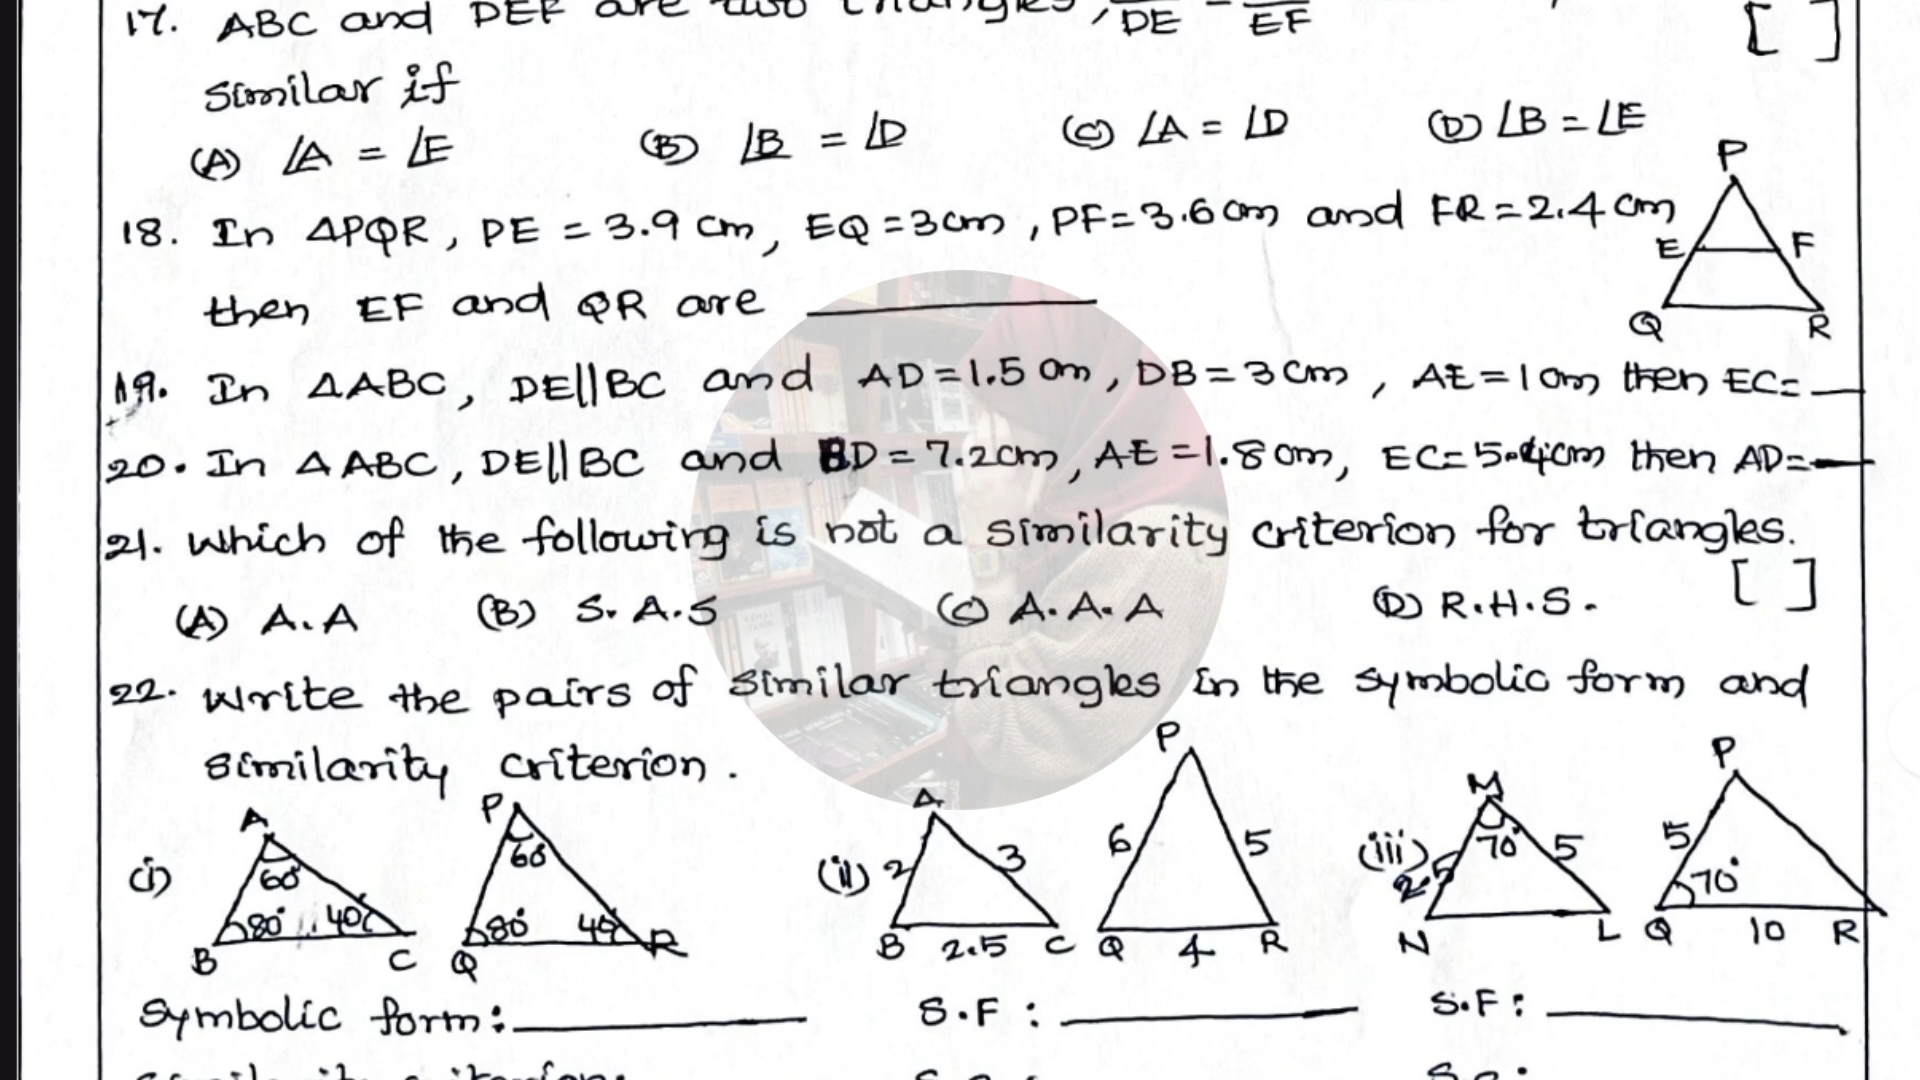 17. ABC and DEF are two triangles, DE = EF [ ]
Similar if
(A) ∠A = ∠E (B) ∠B = ∠D (C) ∠A = ∠D (D) ∠B = ∠E
18. In ΔPQR, PE = 3.9 cm, EQ = 3cm, PF = 3.6cm and FR = 2.4 cm
P
E F
Q R
then EF and QR are ________
19. In ΔABC, DE||BC and AD = 1.5 cm, DB = 3 cm, AE = 1 cm then EC = __
20. In ΔABC, DE||BC and BD = 7.2cm, AE = 1.8 cm, EC = 5.4cm then AD = __
21. Which of the following is not a similarity criterion for triangles.
[ ]
(A) A.A (B) S.A.S (C) A.A.A (D) R.H.S.
22. Write the pairs of similar triangles in the symbolic form and
similarity criterion.
(i) A 60° B 80° 40° C P 60° Q 80° 40° R
(ii) A 2 3 B 2.5 C P 6 5 Q 4 R
(iii) M 70° 2.5 5 N L P 5 70° Q 10 R
Symbolic form: ________ S.F : ________ S.F : ________